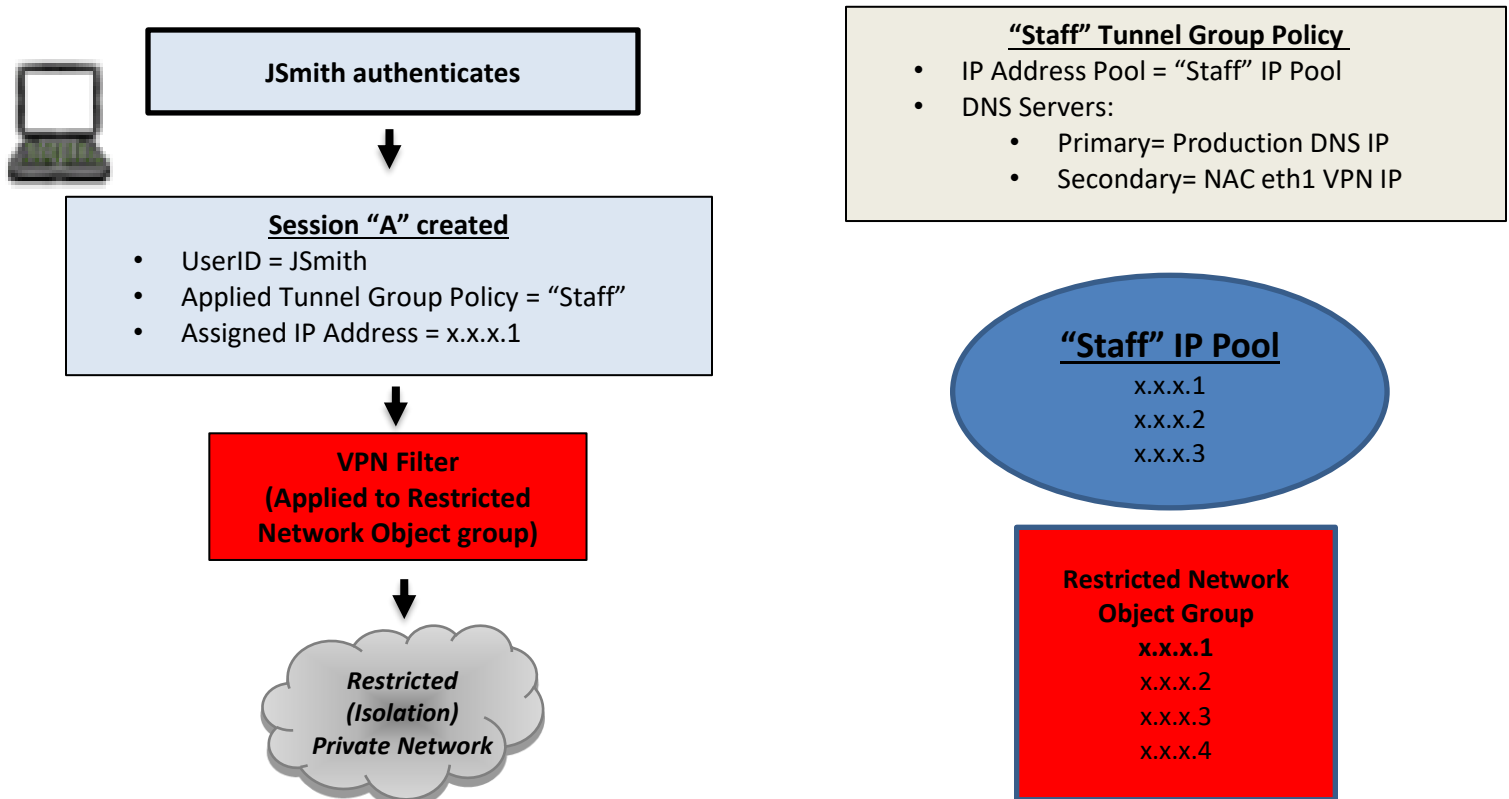 JSmith authenticates
Session “A” created
• UserID = JSmith
• Applied Tunnel Group Policy = “Staff”
• Assigned IP Address = x.x.x.1
VPN Filter
(Applied to Restricted
Network Object group)
Restricted
(Isolation)
Private Network
“Staff” Tunnel Group Policy
• IP Address Pool = “Staff” IP Pool
• DNS Servers:
• Primary= Production DNS IP
• Secondary= NAC eth1 VPN IP
“Staff” IP Pool
x.x.x.1
x.x.x.2
x.x.x.3
Restricted Network
Object Group
x.x.x.1
x.x.x.2
x.x.x.3
x.x.x.4